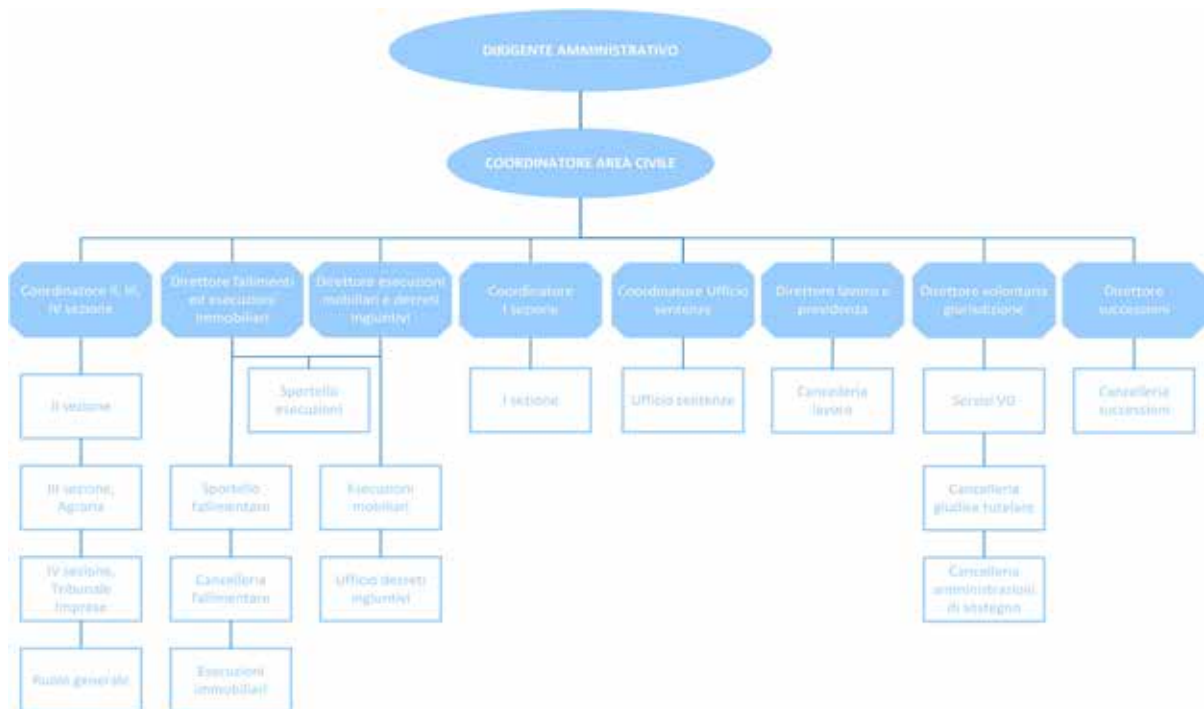 DIRIGENTE AMMINISTRATIVO
COORDINATORE AREA CIVILE
Coordinatore II, III,
IV sezione
Direttore fallimenti
ed esecuzioni
immobiliari
Direttore esecuzioni
mobiliari e decreti
ingiuntivi
Coordinatore
I sezione
Coordinatore Ufficio
sentenze
Direttore lavoro e
previdenza
Direttore volontaria
giurisdizione
Direttore
successioni
II sezione
Sportello
esecuzioni
I sezione
Ufficio sentenze
Cancelleria
lavoro
Servizi VG
Cancelleria
successioni
III sezione,
Agraria
Sportello
fallimentare
Esecuzioni
mobiliari
Cancelleria
giudice tutelare
IV sezione,
Tribunale
Imprese
Cancelleria
fallimentare
Ufficio decreti
ingiuntivi
Cancelleria
amministrazioni
di sostegno
Ruolo generale
Esecuzioni
immobiliari